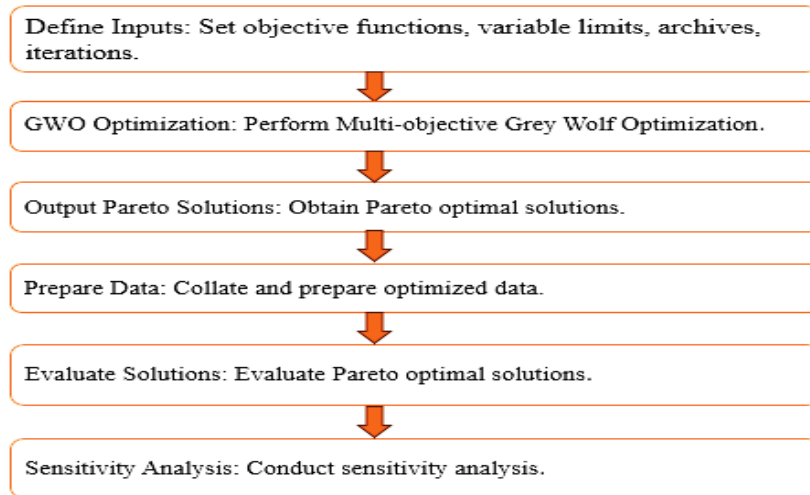 Define Inputs: Set objective functions, variable limits, archives,
iterations.
GWO Optimization: Perform Multi-objective Grey Wolf Optimization.
Output Pareto Solutions: Obtain Pareto optimal solutions.
Prepare Data: Collate and prepare optimized data.
Evaluate Solutions: Evaluate Pareto optimal solutions.
Sensitivity Analysis: Conduct sensitivity analysis.